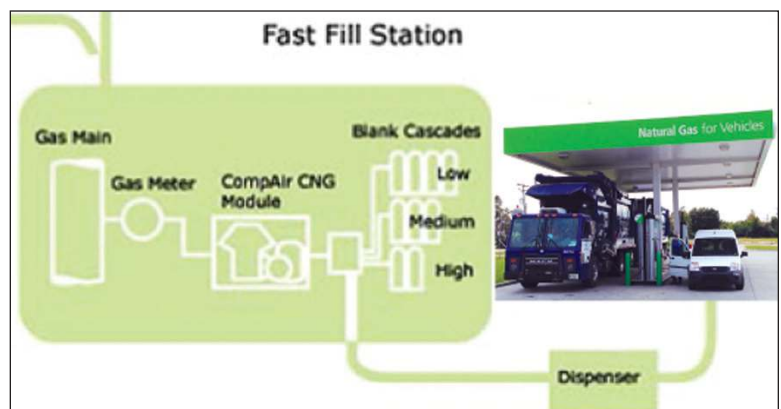 Fast Fill Station
Gas Main
Gas Meter
CompAir CNG
Module
Blank Cascades
Low
Medium
High
Natural Gas for Vehicles
Dispenser